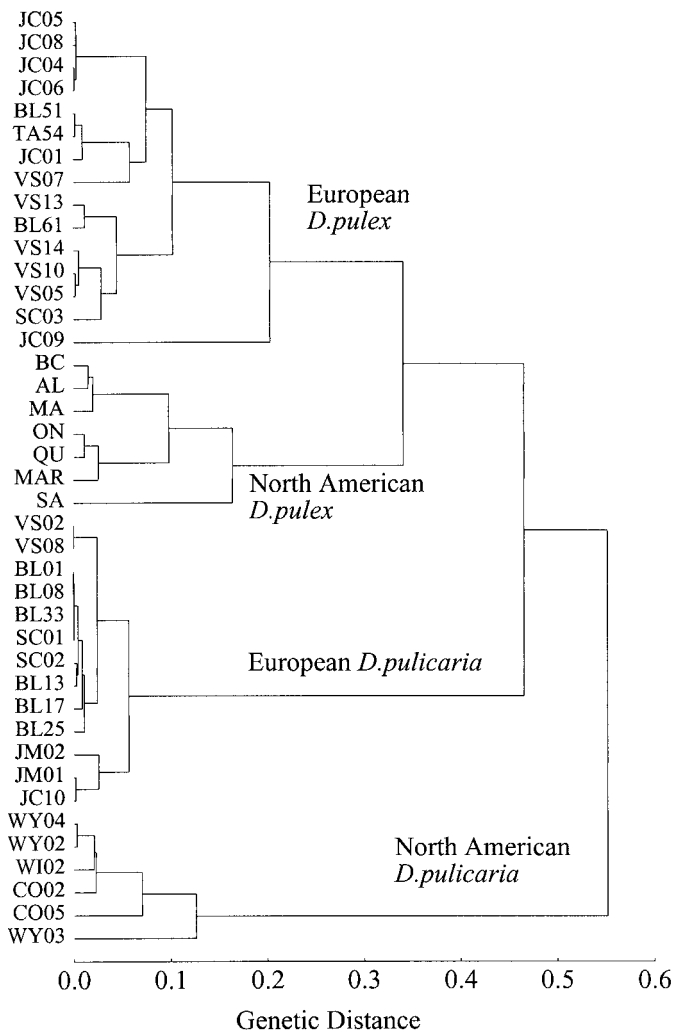 JC05
JC08
JC04
JC06
BL51
TA54
JC01
VS07
VS13
BL61
VS14
VS10
VS05
SC03
JC09
BC
AL
MA
ON
QU
MAR
SA
VS02
VS08
BL01
BL08
BL33
SC01
SC02
BL13
BL17
BL25
JM02
JM01
JC10
WY04
WY02
WI02
CO02
CO05
WY03
European
D.pulex
North American
D.pulex
European D.pulicaria
North American
D.pulicaria
0.0 0.1 0.2 0.3 0.4 0.5 0.6
Genetic Distance